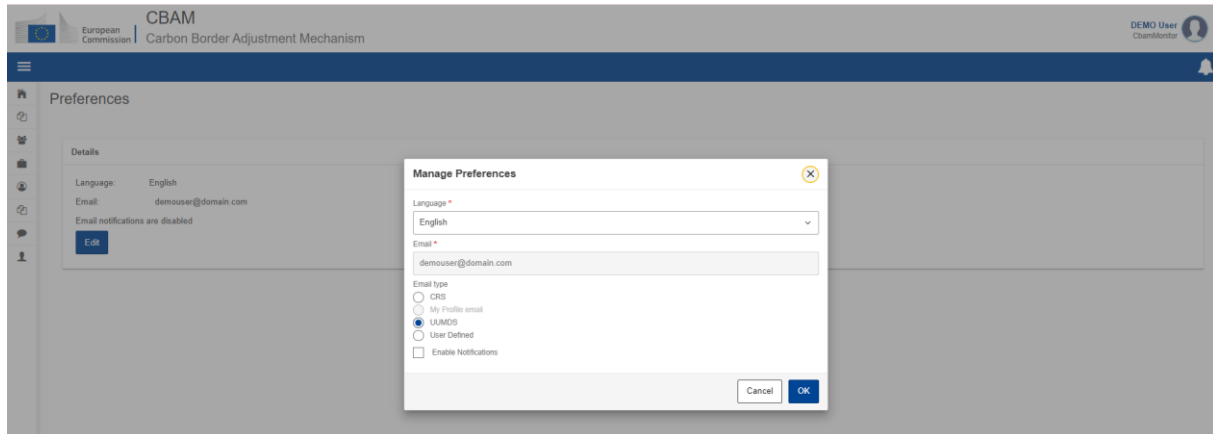 European
Commission
CBAM
Carbon Border Adjustment Mechanism
DEMO User
CbamMonitor
Preferences
Details
Language: English
Email: demouser@domain.com
Email notifications are disabled
Edit
Manage Preferences
Language *
English
Email *
demouser@domain.com
Email type
CRS
My Profile email
UUMDS
User Defined
Enable Notifications
Cancel OK